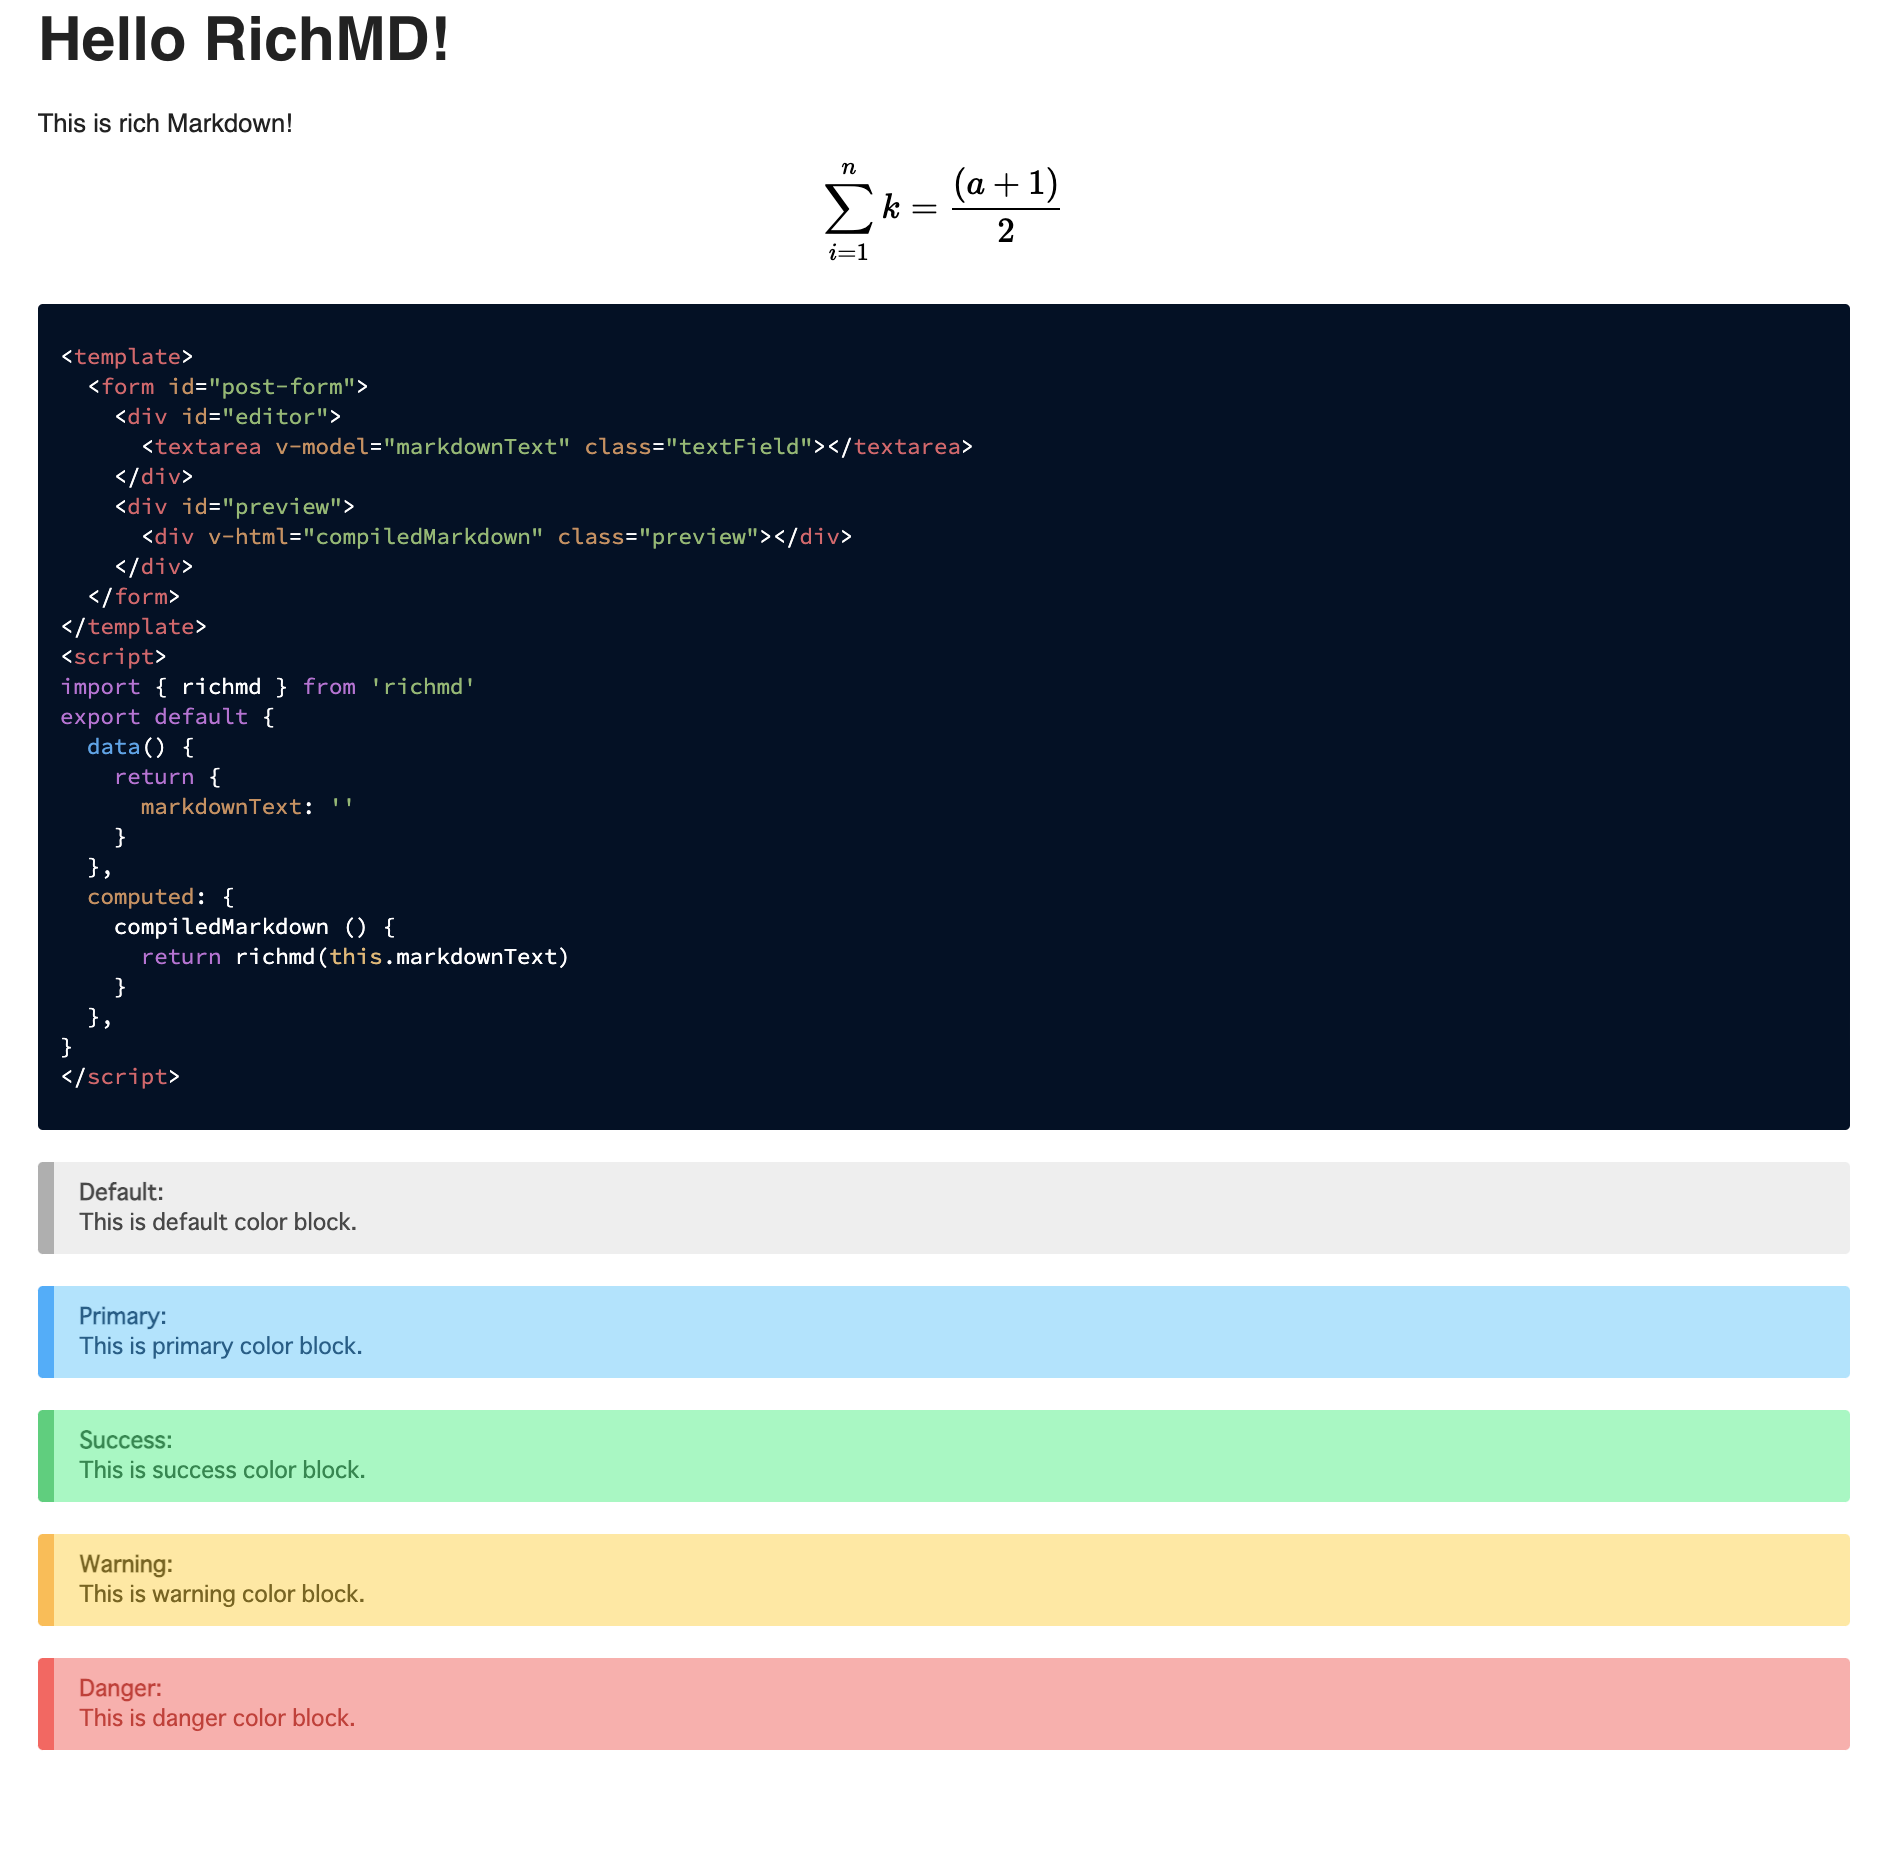 Hello RichMD!
This is rich Markdown!
n
∑ k = (a + 1)
2
i=1
<template>
  <form id="post-form">
    <div id="editor">
      <textarea v-model="markdownText" class="textField"></textarea>
    </div>
    <div id="preview">
      <div v-html="compiledMarkdown" class="preview"></div>
    </div>
  </form>
</template>
<script>
import { richmd } from 'richmd'
export default {
  data() {
    return {
      markdownText: ''
    }
  },
  computed: {
    compiledMarkdown () {
      return richmd(this.markdownText)
    }
  },
}
</script>
Default:
This is default color block.
Primary:
This is primary color block.
Success:
This is success color block.
Warning:
This is warning color block.
Danger:
This is danger color block.